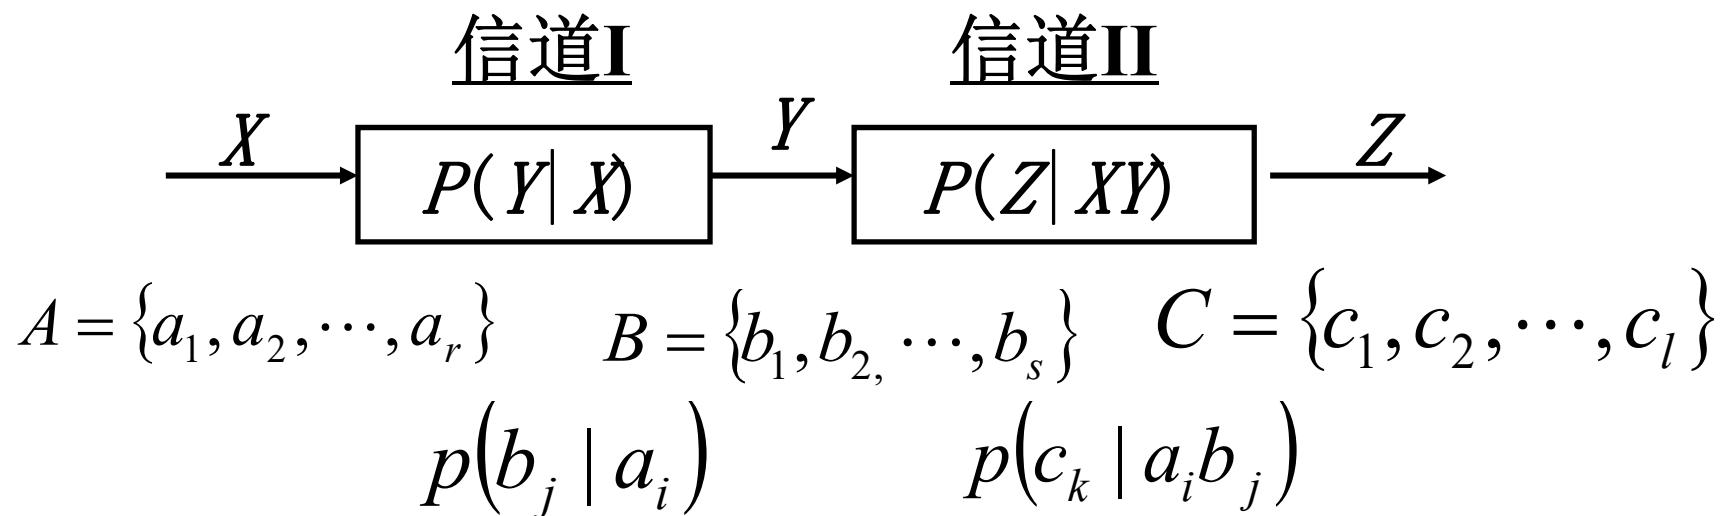 信道I 信道II
X Y Z
P(Y| X) P(Z| XY)
A = {a₁, a₂, ⋯, aᵣ} B = {b₁, b₂, ⋯, bₛ} C = {c₁, c₂, ⋯, cₗ}
p(bⱼ | aᵢ) p(cₖ | aᵢbⱼ)